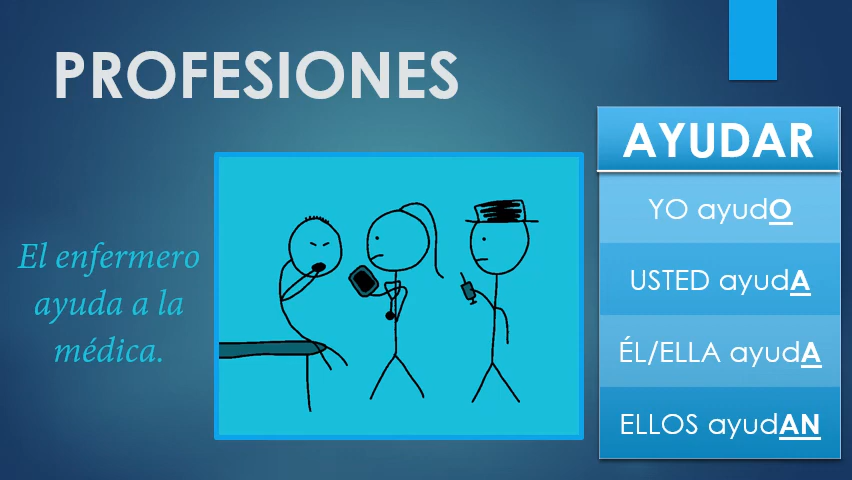 PROFESIONES
El enfermero
ayuda a la
médica.
AYUDAR
YO ayudO
USTED ayudA
ÉL/ELLA ayudA
ELLOS ayudAN